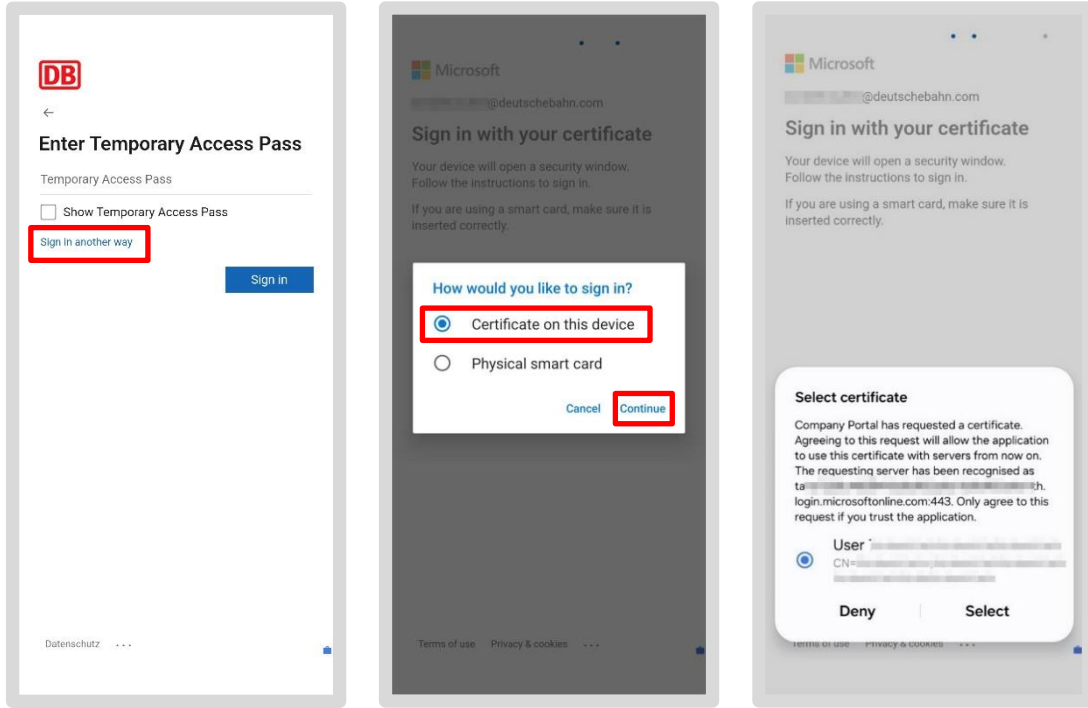 DB
Enter Temporary Access Pass
Temporary Access Pass
Show Temporary Access Pass
Sign in another way
Sign in
Datenschutz ...
Microsoft
@deutschebahn.com
Sign in with your certificate
Your device will open a security window.
Follow the instructions to sign in.
If you are using a smart card, make sure it is
inserted correctly.
How would you like to sign in?
Certificate on this device
Physical smart card
Cancel Continue
Terms of use Privacy & cookies ...
Microsoft
@deutschebahn.com
Sign in with your certificate
Your device will open a security window.
Follow the instructions to sign in.
If you are using a smart card, make sure it is
inserted correctly.
Select certificate
Company Portal has requested a certificate.
Agreeing to this request will allow the application
to use this certificate with servers from now on.
The requesting server has been recognised as
ta h.
login.microsoftonline.com:443. Only agree to this
request if you trust the application.
User
CN=
Deny Select
Terms of use Privacy & cookies ...